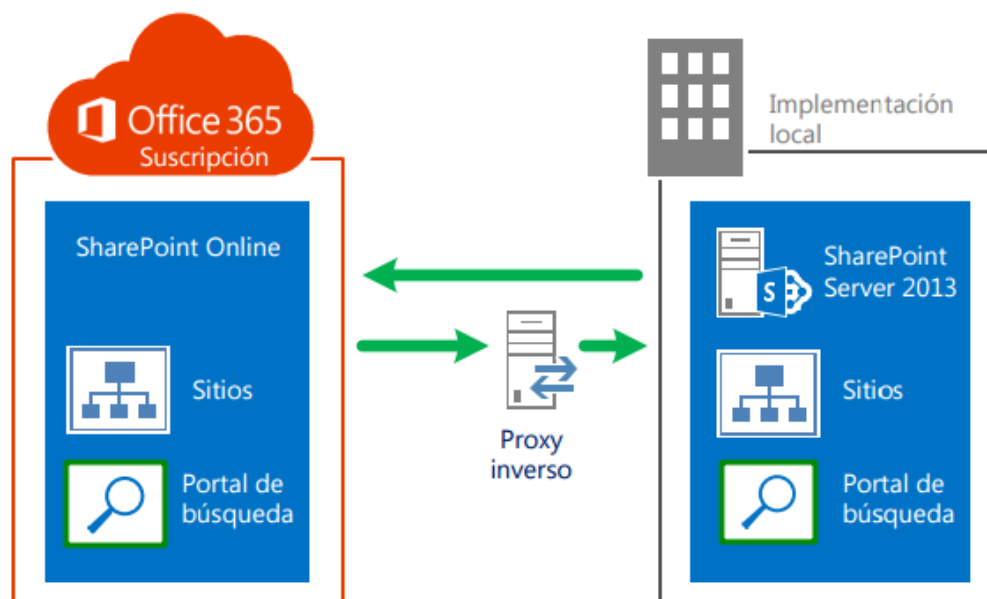 Office 365
Suscripción
SharePoint Online
Sitios
Portal de
búsqueda
Proxy
inverso
Implementación
local
SharePoint
Server 2013
S
Sitios
Portal de
búsqueda